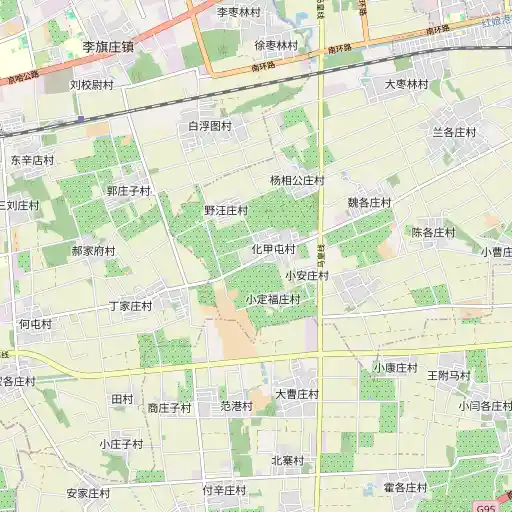 李枣林村
李旗庄镇
徐枣林村
南环路
南环路
京哈公路
刘校尉村
大枣林村
白浮图村
兰各庄村
东辛店村
杨相公庄村
郭庄子村
三刘庄村
野汪庄村
魏各庄村
陈各庄村
郝家府村
化甲屯村
小安庄村
丁家庄村
小定福庄村
何屯村
小康庄村
王附马村
田村
商庄子村
范港村
大曹庄村
小闫各庄村
小庄子村
北寨村
安家庄村
付辛庄村
霍各庄村
G95